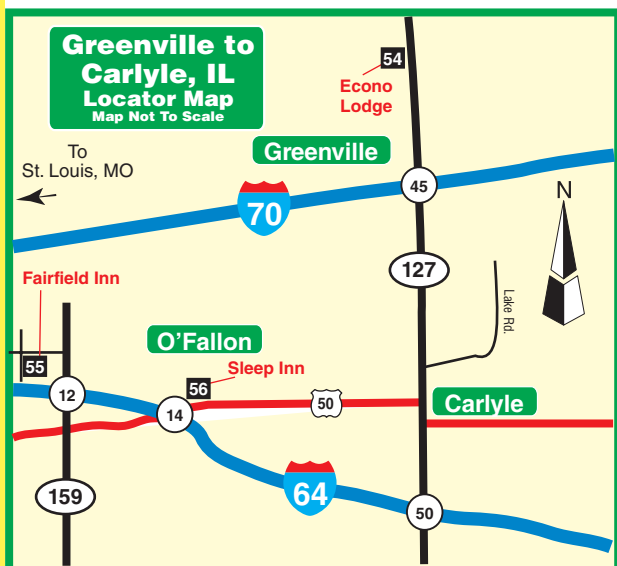 Greenville to
Carlyle, IL
Locator Map
Map Not To Scale
54
Econo
Lodge
To
St. Louis, MO
Greenville
45
70
N
127
Fairfield Inn
Lake Rd.
O'Fallon
55
56
Sleep Inn
12
14
50
Carlyle
159
64
50